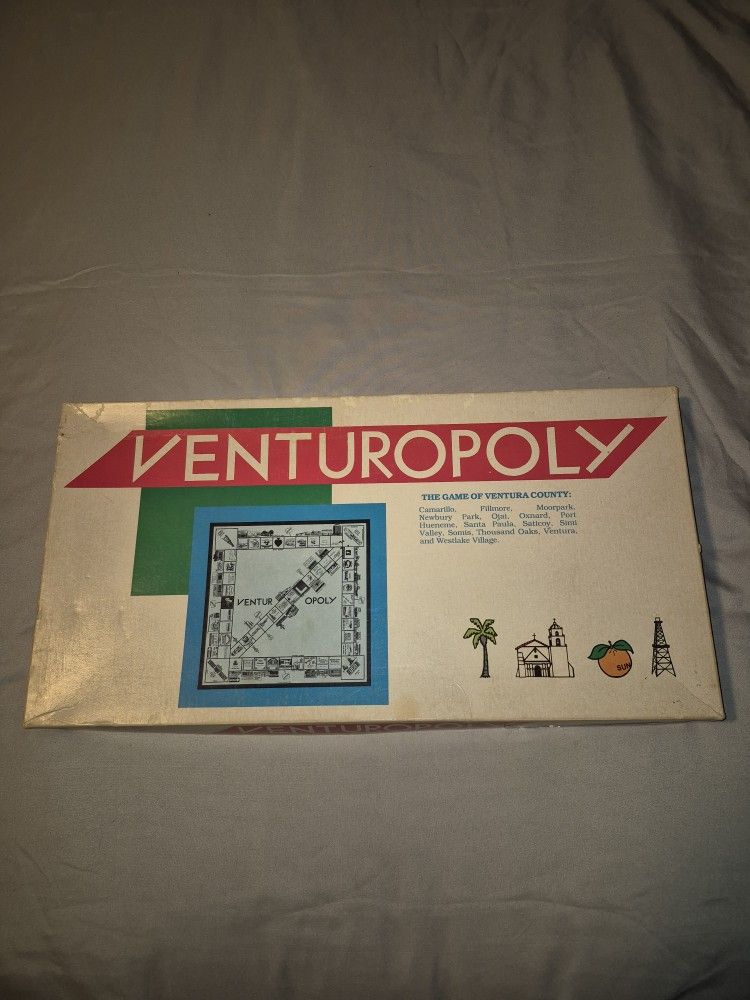 VENTUROPOLY
THE GAME OF VENTURA COUNTY:
Camarillo, Fillmore, Moorpark,
Newbury Park, Ojai, Oxnard, Port
Hueneme, Santa Paula, Saticoy, Simi
Valley, Somis, Thousand Oaks, Ventura,
and Westlake Village.
VENTUR OPOLY
SUN
VENTUROPOLY